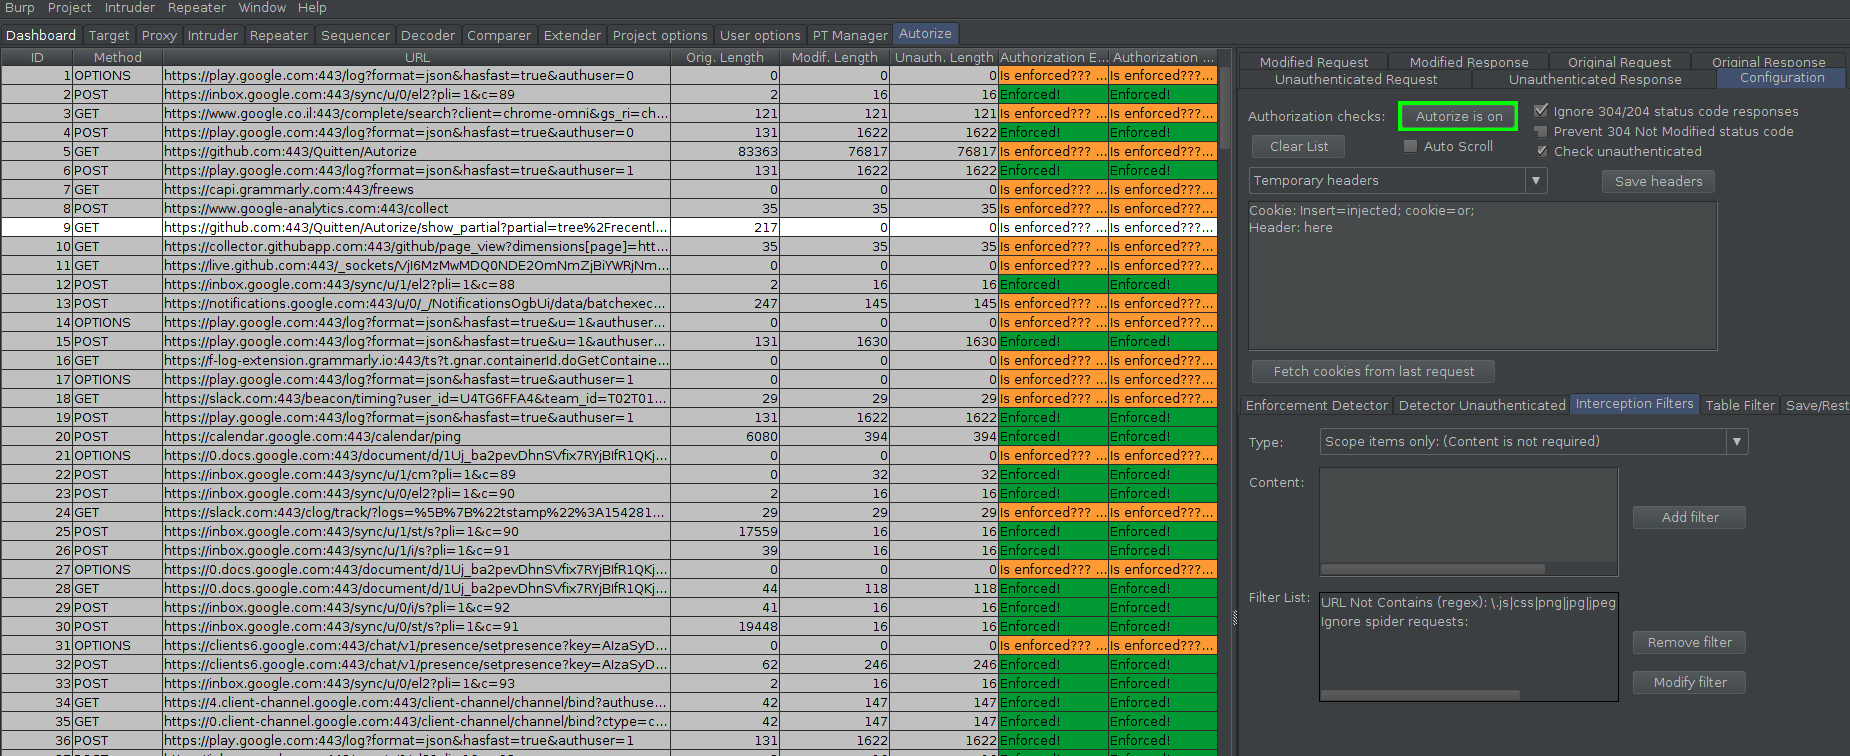 Burp Project Intruder Repeater Window Help
Dashboard Target Proxy Intruder Repeater Sequencer Decoder Comparer Extender Project options User options PT Manager Autorize
ID Method URL Orig. Length Modif. Length Unauth. Length Authorization E... Authorization ...
1 OPTIONS https://play.google.com:443/log?format=json&hasfast=true&authuser=0 0 0 0 Is enforced??? ... Is enforced???...
2 POST https://inbox.google.com:443/sync/u/0/el2?pli=1&c=89 2 16 16 Enforced! Enforced!
3 GET https://www.google.co.il:443/complete/search?client=chrome-omni&gs_ri=ch... 121 121 121 Is enforced??? ... Is enforced???...
4 POST https://play.google.com:443/log?format=json&hasfast=true&authuser=0 131 1622 1622 Enforced! Enforced!
5 GET https://github.com:443/Quitten/Autorize 83363 76817 76817 Is enforced??? ... Is enforced???...
6 POST https://play.google.com:443/log?format=json&hasfast=true&authuser=1 131 1622 1622 Enforced! Enforced!
7 GET https://capi.grammarly.com:443/freews 0 0 0 Is enforced??? ... Is enforced???...
8 POST https://www.google-analytics.com:443/collect 35 35 35 Is enforced??? ... Is enforced???...
9 GET https://github.com:443/Quitten/Autorize/show_partial?partial=tree%2Frecentl... 217 0 0 Is enforced??? ... Is enforced???...
10 GET https://collector.githubapp.com:443/github/page_view?dimensions[page]=htt... 35 35 35 Is enforced??? ... Is enforced???...
11 GET https://live.github.com:443/_sockets/VjI6MzMwMDQ0NDE2OmNmZjBiYWRjNm... 0 0 0 Is enforced??? ... Is enforced???...
12 POST https://inbox.google.com:443/sync/u/1/el2?pli=1&c=88 2 16 16 Enforced! Enforced!
13 POST https://notifications.google.com:443/u/0/_/NotificationsOgbUi/data/batchexec... 247 145 145 Is enforced??? ... Is enforced???...
14 OPTIONS https://play.google.com:443/log?format=json&hasfast=true&u=1&authuser... 0 0 0 Is enforced??? ... Is enforced???...
15 POST https://play.google.com:443/log?format=json&hasfast=true&u=1&authuser... 131 1630 1630 Enforced! Enforced!
16 GET https://f-log-extension.grammarly.io:443/ts?t.gnar.containerId.doGetContaine... 0 0 0 Is enforced??? ... Is enforced???...
17 OPTIONS https://play.google.com:443/log?format=json&hasfast=true&authuser=1 0 0 0 Is enforced??? ... Is enforced???...
18 GET https://slack.com:443/beacon/timing?user_id=U4TG6FFA4&team_id=T02T01... 29 29 29 Is enforced??? ... Is enforced???...
19 POST https://play.google.com:443/log?format=json&hasfast=true&authuser=1 131 1622 1622 Enforced! Enforced!
20 POST https://calendar.google.com:443/calendar/ping 6080 394 394 Enforced! Enforced!
21 OPTIONS https://0.docs.google.com:443/document/d/1Uj_ba2pevDhnSVfix7RYjBIfR1QKj... 0 0 0 Is enforced??? ... Is enforced???...
22 POST https://inbox.google.com:443/sync/u/1/cm?pli=1&c=89 0 32 32 Enforced! Enforced!
23 POST https://inbox.google.com:443/sync/u/0/el2?pli=1&c=90 2 16 16 Enforced! Enforced!
24 GET https://slack.com:443/clog/track/?logs=%5B%7B%22tstamp%22%3A154281... 29 29 29 Is enforced??? ... Is enforced???...
25 POST https://inbox.google.com:443/sync/u/1/st/s?pli=1&c=90 17559 16 16 Enforced! Enforced!
26 POST https://inbox.google.com:443/sync/u/1/i/s?pli=1&c=91 39 16 16 Enforced! Enforced!
27 OPTIONS https://0.docs.google.com:443/document/d/1Uj_ba2pevDhnSVfix7RYjBIfR1QKj... 0 0 0 Is enforced??? ... Is enforced???...
28 GET https://0.docs.google.com:443/document/d/1Uj_ba2pevDhnSVfix7RYjBIfR1QKj... 44 118 118 Enforced! Enforced!
29 POST https://inbox.google.com:443/sync/u/0/i/s?pli=1&c=92 41 16 16 Enforced! Enforced!
30 POST https://inbox.google.com:443/sync/u/0/st/s?pli=1&c=91 19448 16 16 Enforced! Enforced!
31 OPTIONS https://clients6.google.com:443/chat/v1/presence/setpresence?key=AIzaSyD... 0 0 0 Is enforced??? ... Is enforced???...
32 POST https://clients6.google.com:443/chat/v1/presence/setpresence?key=AIzaSyD... 62 246 246 Enforced! Enforced!
33 POST https://inbox.google.com:443/sync/u/0/el2?pli=1&c=93 2 16 16 Enforced! Enforced!
34 GET https://4.client-channel.google.com:443/client-channel/channel/bind?authuse... 42 147 147 Enforced! Enforced!
35 GET https://0.client-channel.google.com:443/client-channel/channel/bind?ctype=c... 42 147 147 Enforced! Enforced!
36 POST https://play.google.com:443/log?format=json&hasfast=true&authuser=1 131 1622 1622 Enforced! Enforced!
Modified Request Modified Response Original Request Original Response
Unauthenticated Request Unauthenticated Response Configuration
Authorization checks: Autorize is on
Ignore 304/204 status code responses
Prevent 304 Not Modified status code
Clear List Auto Scroll Check unauthenticated
Temporary headers Save headers
Cookie: Insert=injected; cookie=or;
Header: here
Fetch cookies from last request
Enforcement Detector Detector Unauthenticated Interception Filters Table Filter Save/Rest
Type: Scope items only: (Content is not required)
Content:
Add filter
Filter List: URL Not Contains (regex): \.js|css|png|jpg|jpeg
Ignore spider requests:
Remove filter
Modify filter